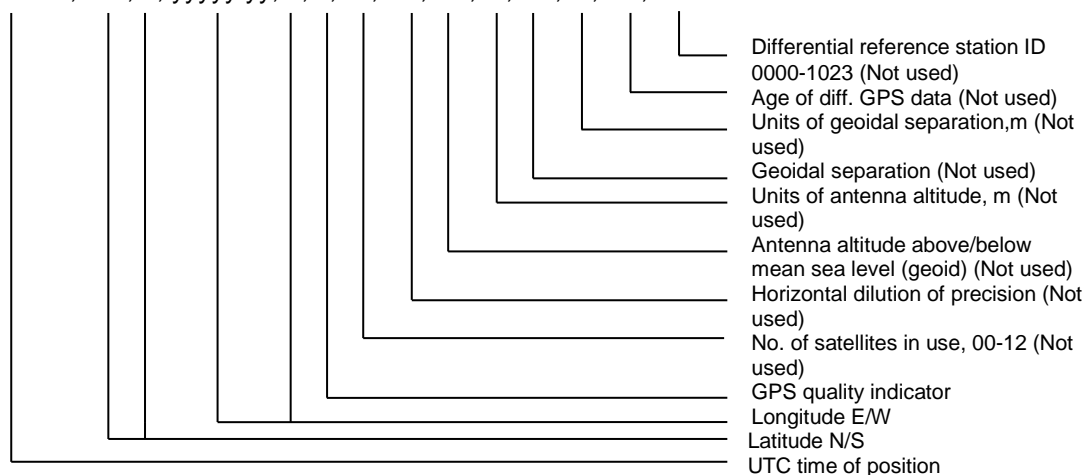 Differential reference station ID
0000-1023 (Not used)
Age of diff. GPS data (Not used)
Units of geoidal separation,m (Not
used)
Geoidal separation (Not used)
Units of antenna altitude, m (Not
used)
Antenna altitude above/below
mean sea level (geoid) (Not used)
Horizontal dilution of precision (Not
used)
No. of satellites in use, 00-12 (Not
used)
GPS quality indicator
Longitude E/W
Latitude N/S
UTC time of position